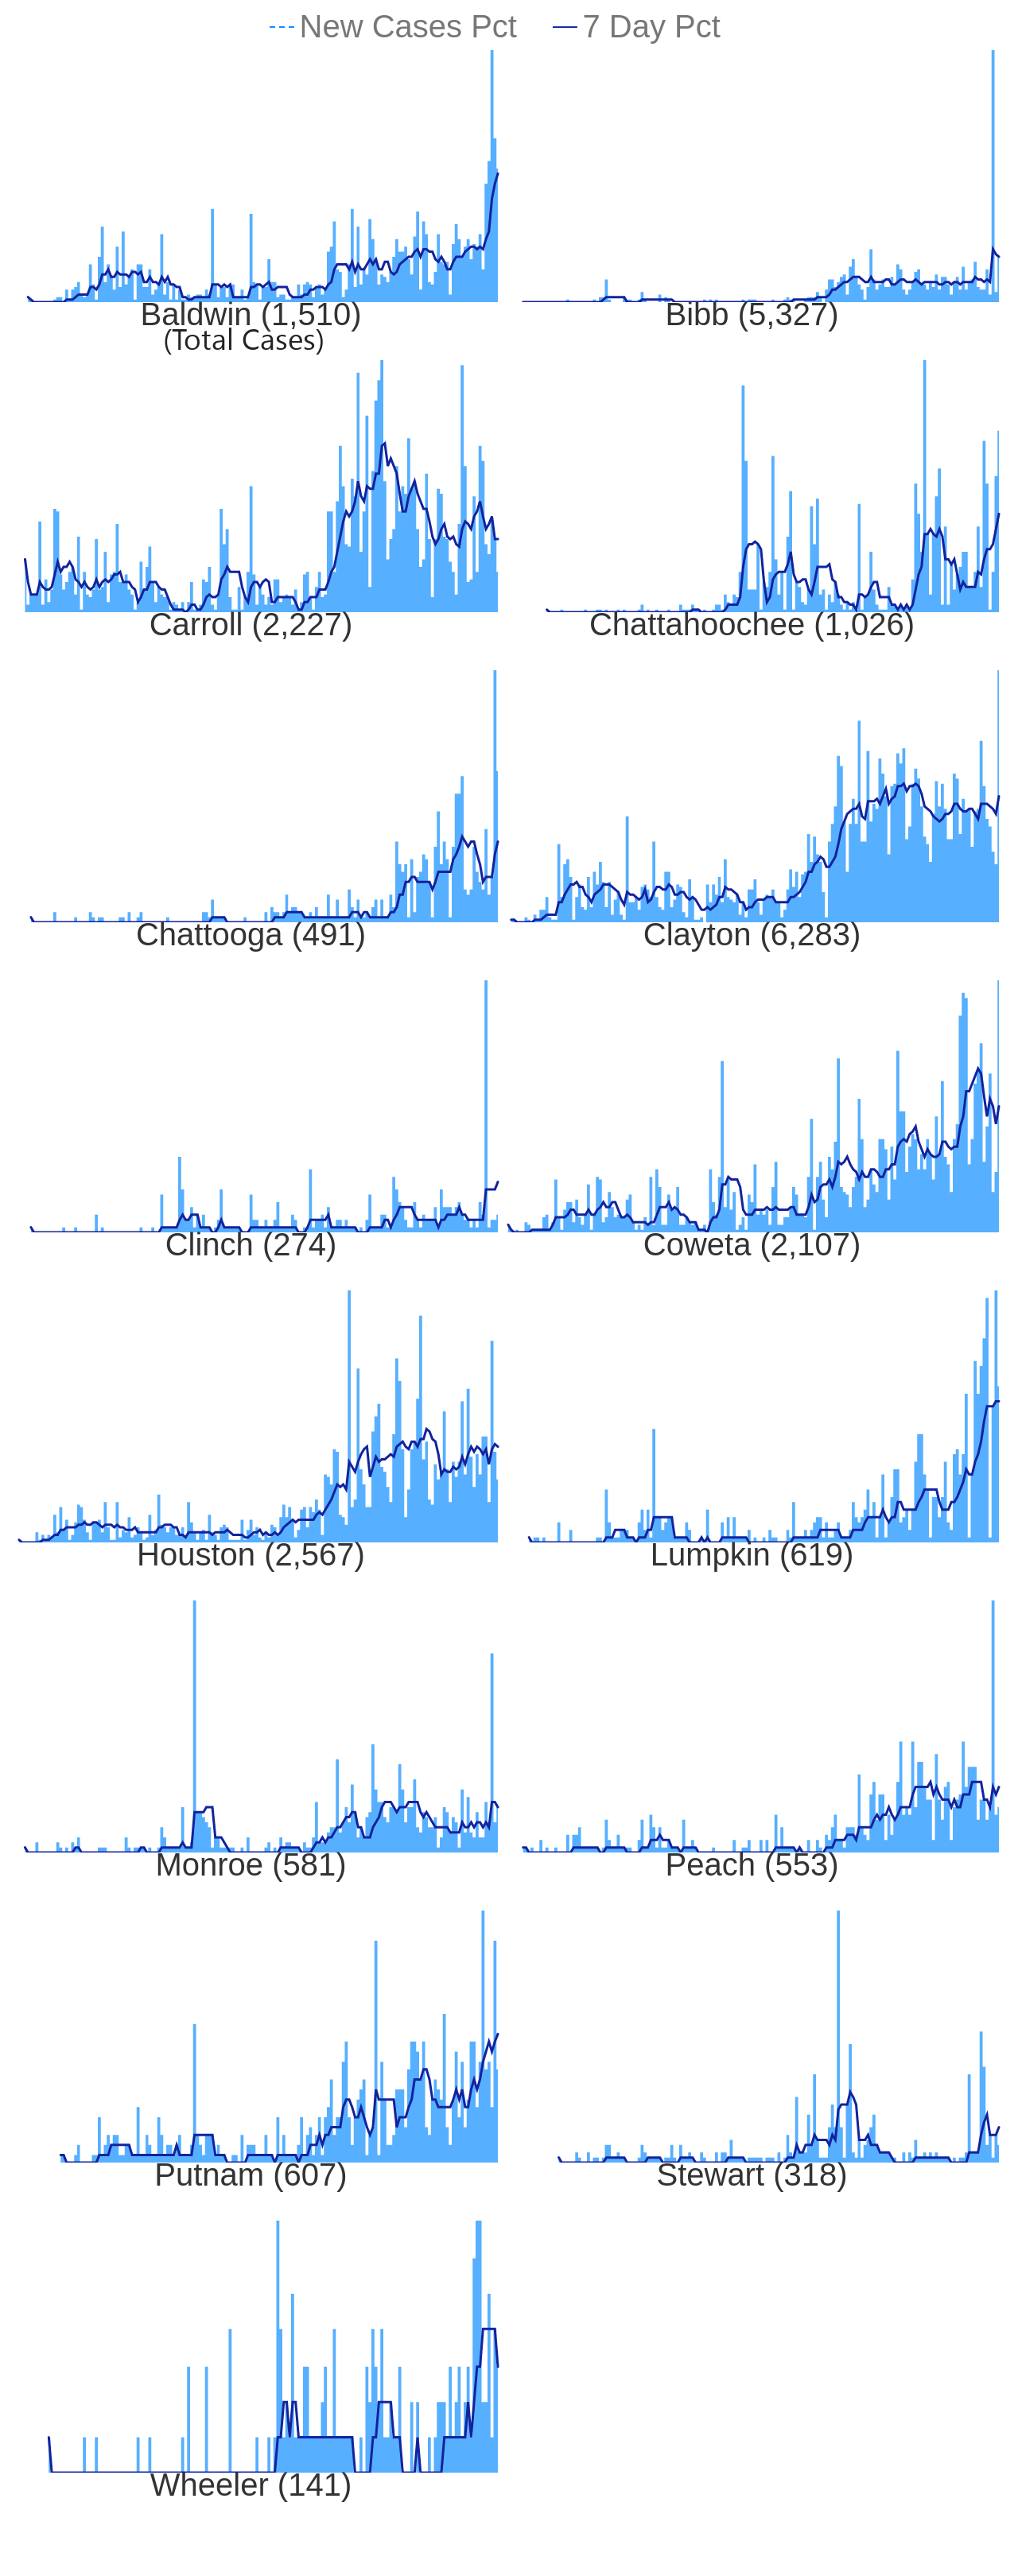 New Cases Pct 7 Day Pct
Baldwin (1,510) Bibb (5,327)
(Total Cases)
Carroll (2,227) Chattahoochee (1,026)
Chattooga (491) Clayton (6,283)
Clinch (274) Coweta (2,107)
Houston (2,567) Lumpkin (619)
Monroe (581) Peach (553)
Putnam (607) Stewart (318)
Wheeler (141)